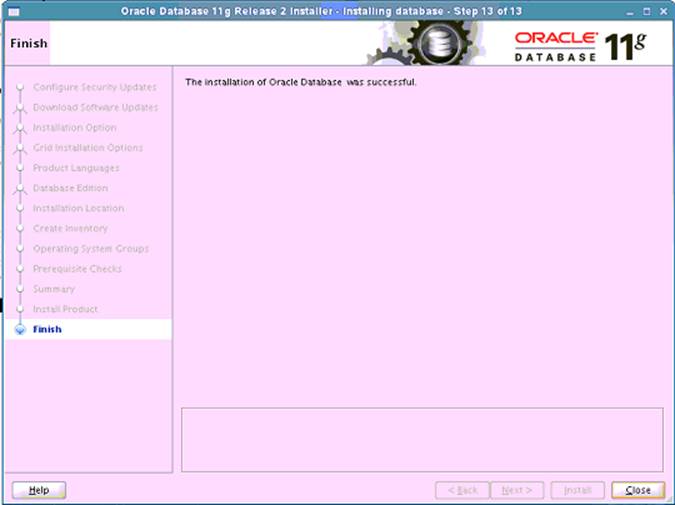 Oracle Database 11g Release 2 Installer - Installing database - Step 13 of 13
Finish
ORACLE
DATABASE
11g
Configure Security Updates
Download Software Updates
Installation Option
Grid Installation Options
Product Languages
Database Edition
Installation Location
Create Inventory
Operating System Groups
Prerequisite Checks
Summary
Install Product
Finish
The installation of Oracle Database was successful.
Help
< Back
Next >
Install
Close